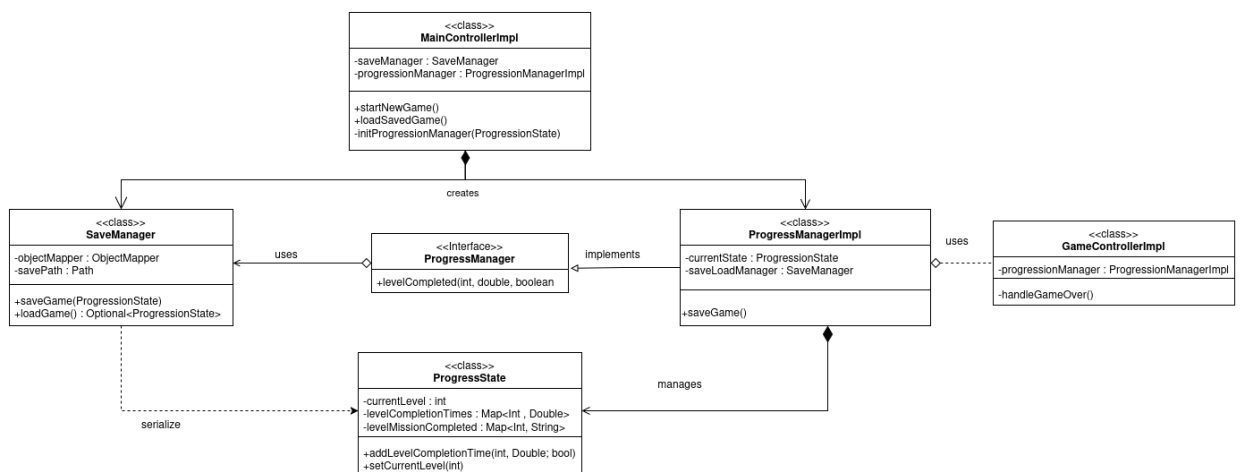 <<class>>
MainControllerImpl
-saveManager : SaveManager
-progressionManager : ProgressionManagerImpl
+startNewGame()
+loadSavedGame()
-initProgressionManager(ProgressionState)
creates
<<class>>
SaveManager
-objectMapper : ObjectMapper
-savePath : Path
+saveGame(ProgressionState)
+loadGame() : Optional<ProgressionState>
uses
<<Interface>>
ProgressManager
+levelCompleted(int, double, boolean
implements
<<class>>
ProgressManagerImpl
-currentState : ProgressionState
-saveLoadManager : SaveManager
+saveGame()
uses
<<class>>
GameControllerImpl
-progressionManager : ProgressionManagerImpl
-handleGameOver()
serialize
<<class>>
ProgressState
-currentLevel : int
-levelCompletionTimes : Map<Int , Double>
-levelMissionCompleted : Map<Int, String>
+addLevelCompletionTime(int, Double; bool)
+setCurrentLevel(int)
manages